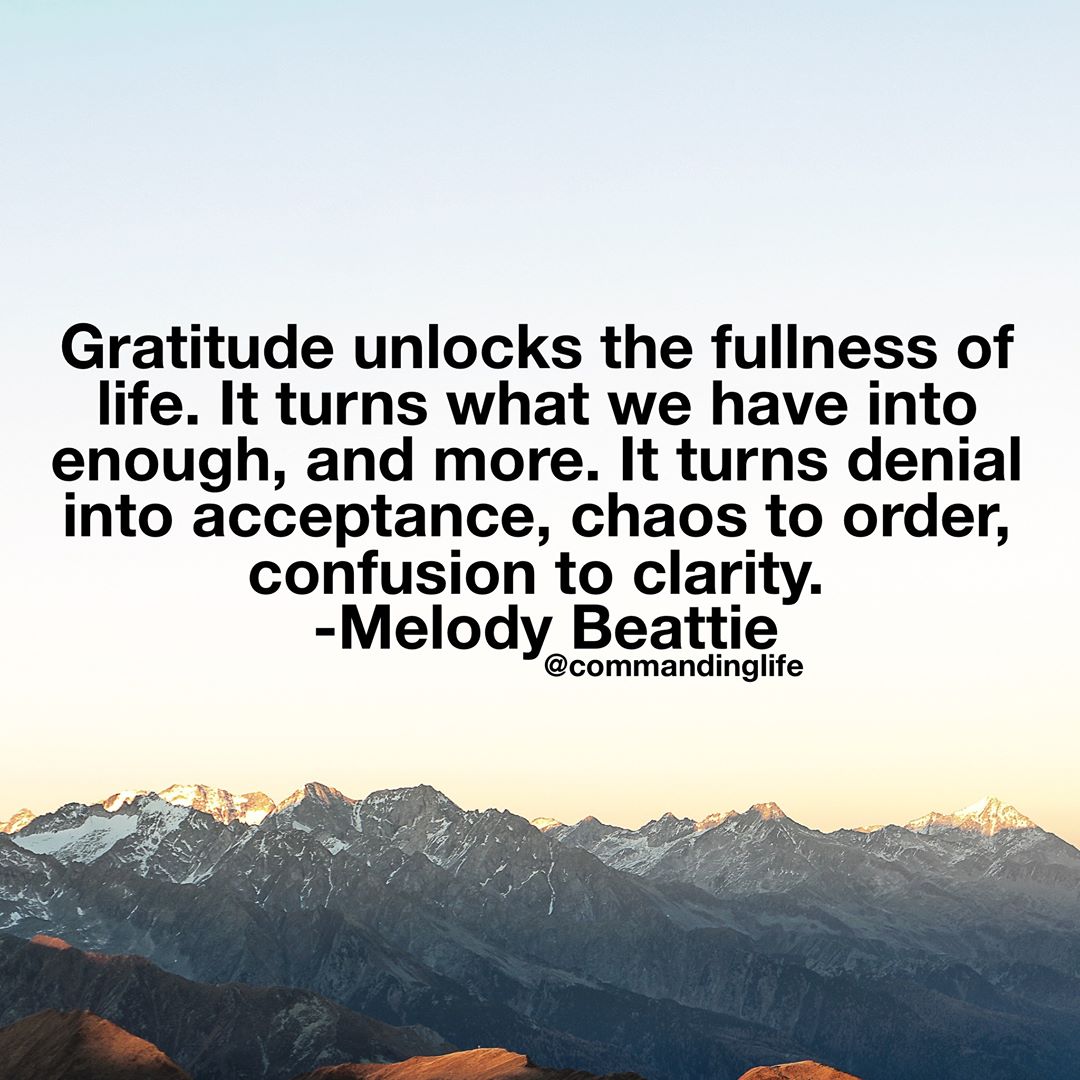 Gratitude unlocks the fullness of
life. It turns what we have into
enough, and more. It turns denial
into acceptance, chaos to order,
confusion to clarity.
-Melody Beattie
@commandinglife